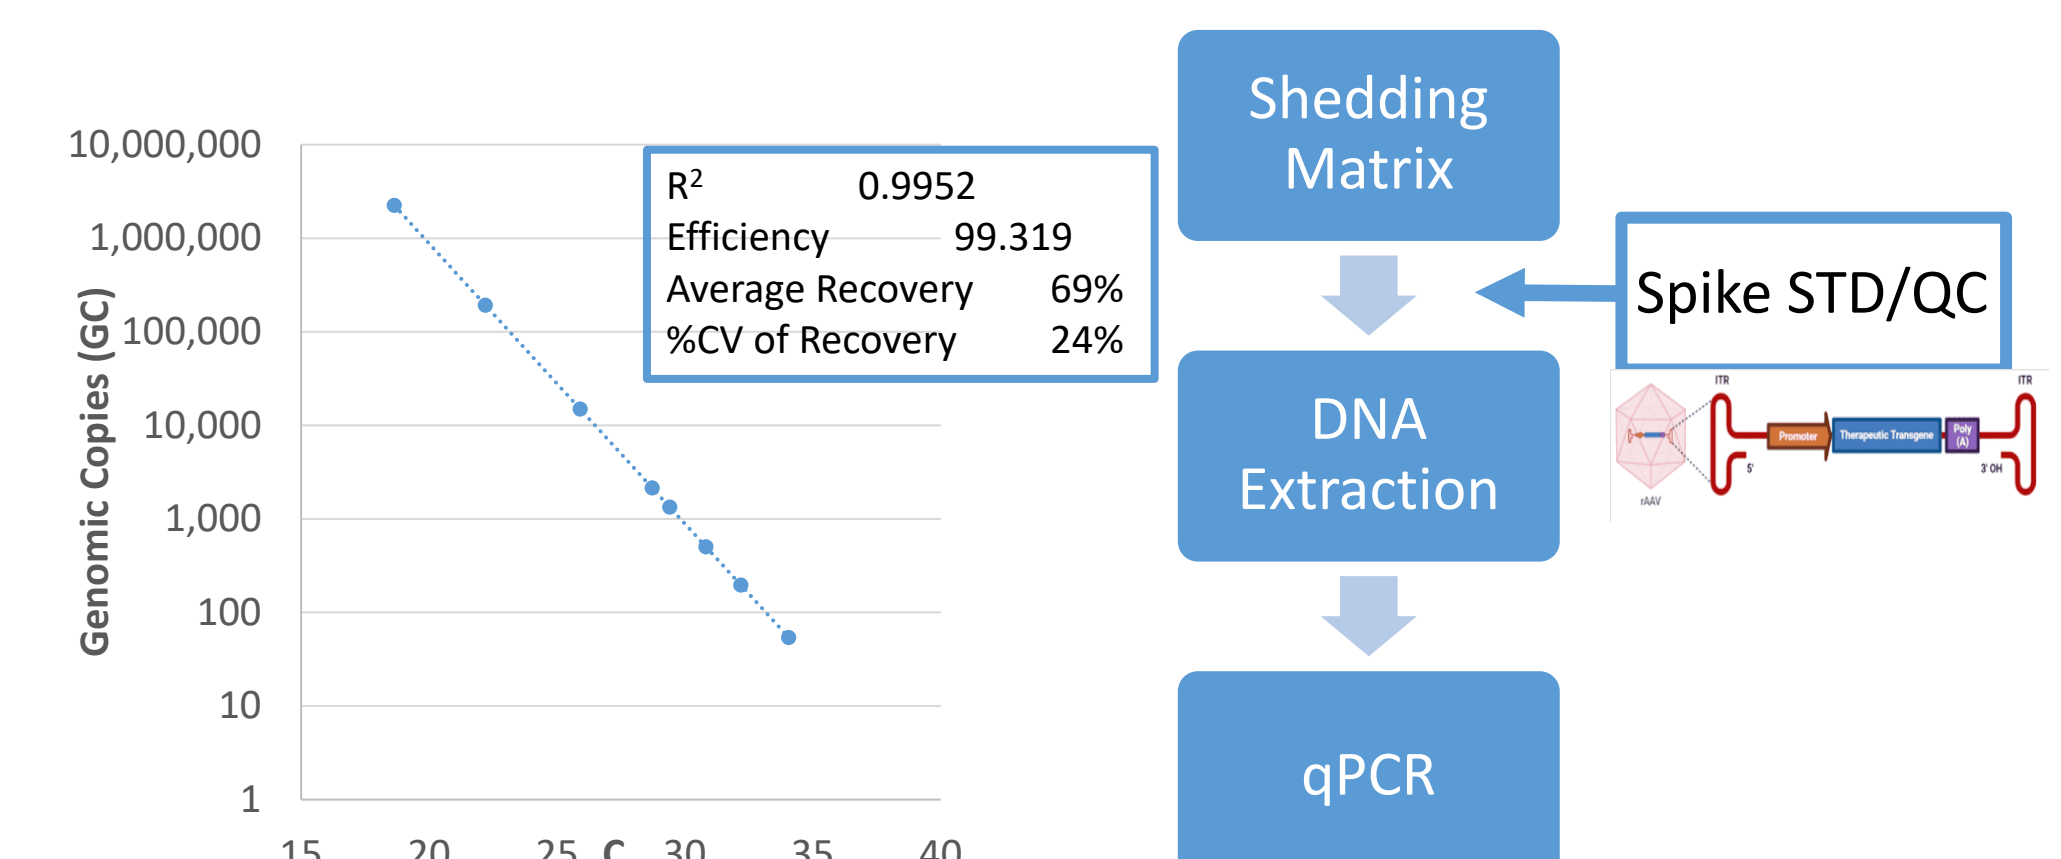 10,000,000
1,000,000
100,000
10,000
1,000
100
10
1
Genomic Copies (GC)
15 20 25 C 30 35 40
R² 0.9952
Efficiency 99.319
Average Recovery 69%
%CV of Recovery 24%
Shedding
Matrix
Spike STD/QC
DNA
Extraction
ITR
ITR
Promoter
Therapeutic Transgene
Poly
(A)
5'
3' OH
rAAV
qPCR